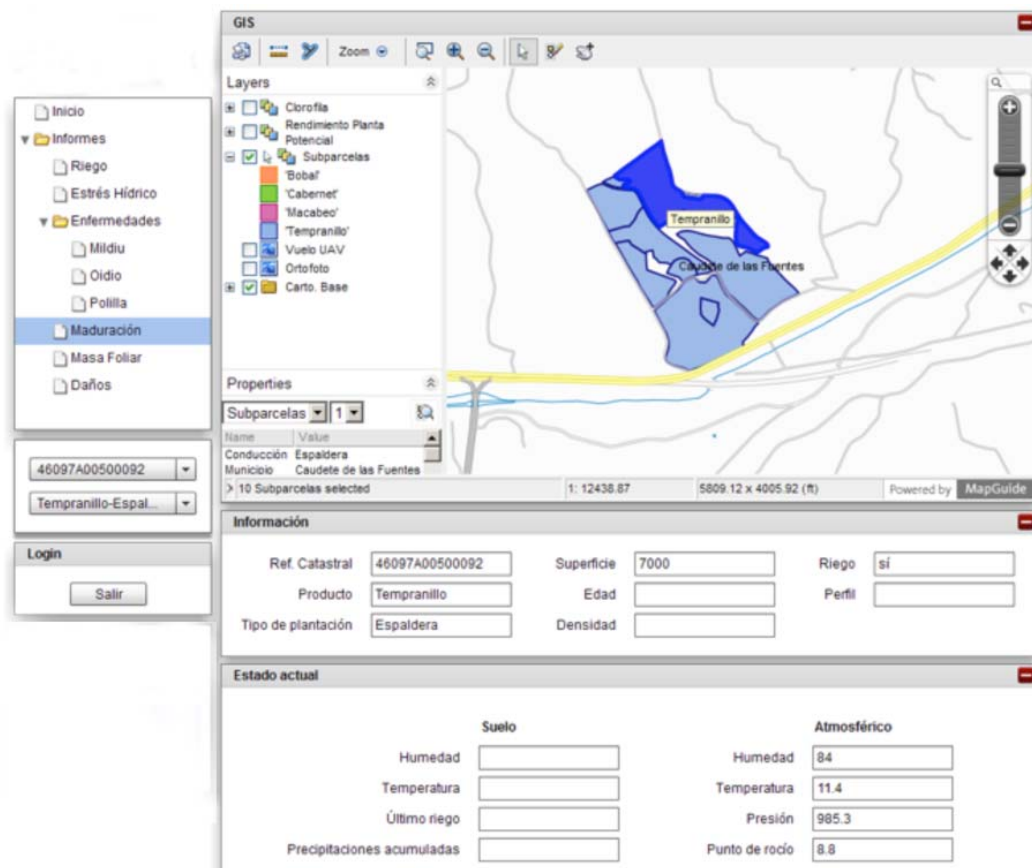 Inicio
Informes
Riego
Estrés Hídrico
Enfermedades
Mildiu
Oidio
Polilla
Maduración
Masa Foliar
Daños
46097A00500092
Tempranillo-Espal...
Login
Salir
GIS
Zoom
Layers
Clorofila
Rendimiento Planta
Potencial
Subparcelas
'Bobal'
'Cabernet'
'Macabeo'
'Tempranillo'
Vuelo UAV
Ortofoto
Carto. Base
Tempranillo
Caudete de las Fuentes
Properties
Subparcelas 1
Name Value
Conducción Espaldera
Municipio Caudete de las Fuentes
> 10 Subparcelas selected 1: 12438.87 5809.12 x 4005.92 (ft) Powered by MapGuide
Información
Ref. Catastral 46097A00500092 Superficie 7000 Riego sí
Producto Tempranillo Edad Perfil
Tipo de plantación Espaldera Densidad
Estado actual
Suelo Atmosférico
Humedad Humedad 84
Temperatura Temperatura 11.4
Último riego Presión 985.3
Precipitaciones acumuladas Punto de rocío 8.8